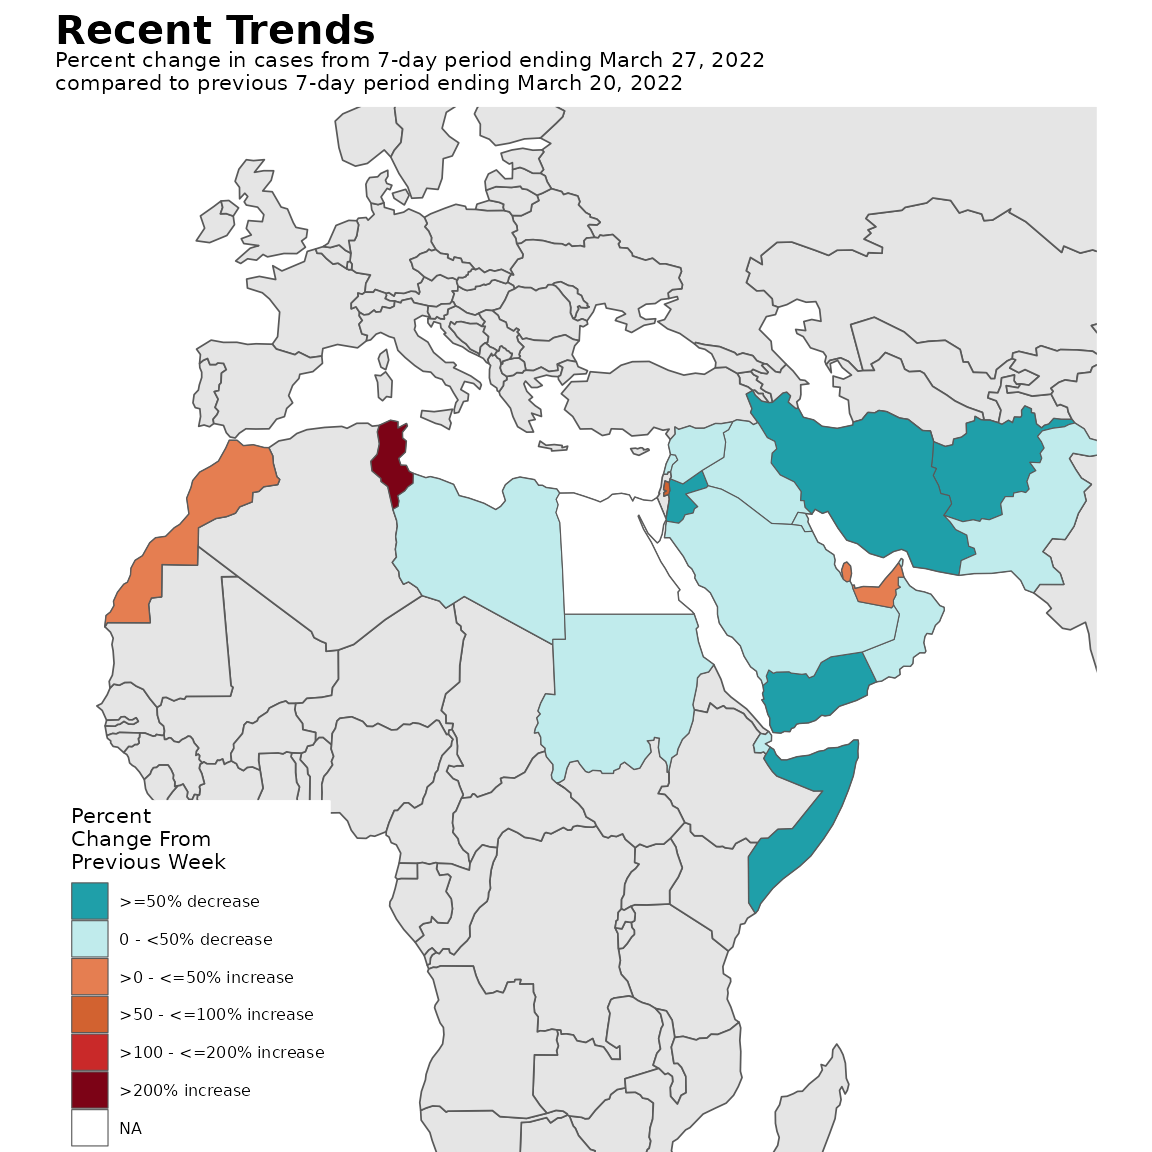 Recent Trends
Percent change in cases from 7-day period ending March 27, 2022
compared to previous 7-day period ending March 20, 2022
Percent
Change From
Previous Week
>=50% decrease
0 - <50% decrease
>0 - <=50% increase
>50 - <=100% increase
>100 - <=200% increase
>200% increase
NA